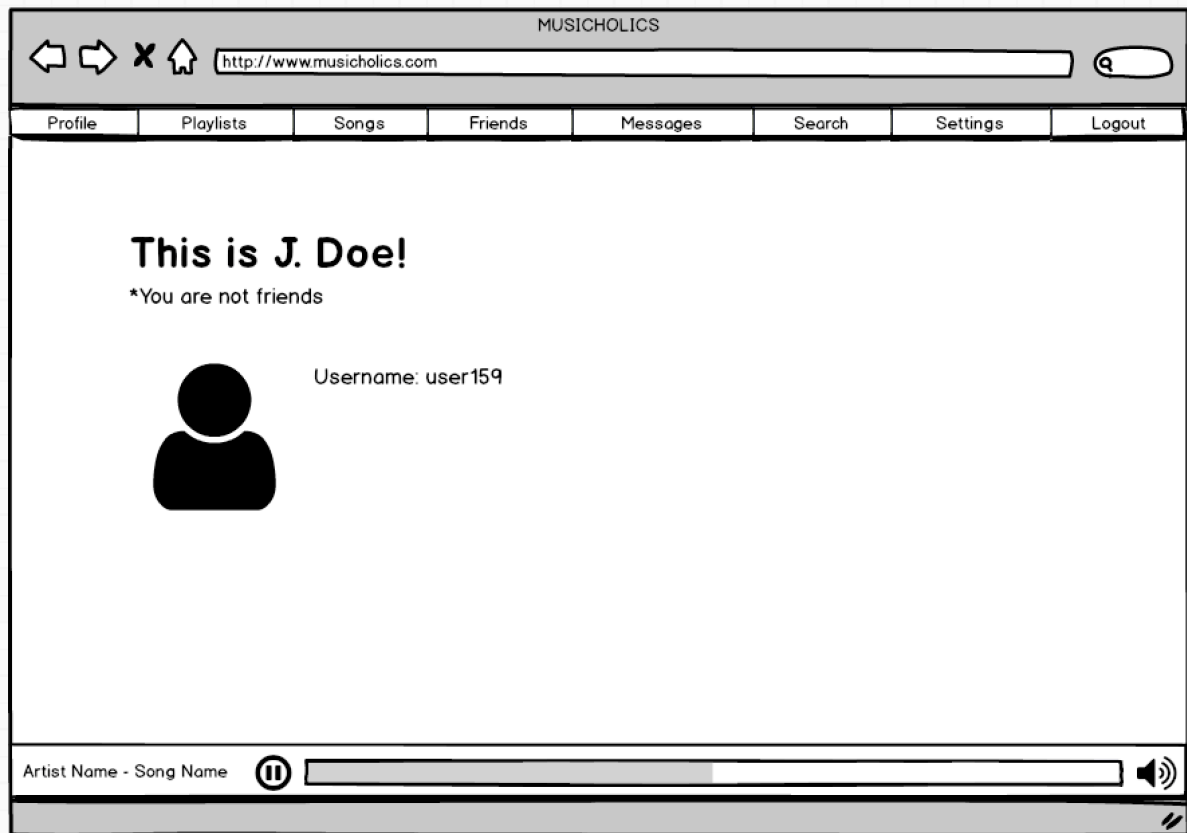 MUSICHOLICS
http://www.musicholics.com
Profile Playlists Songs Friends Messages Search Settings Logout
This is J. Doe!
*You are not friends
Username: user159
Artist Name - Song Name